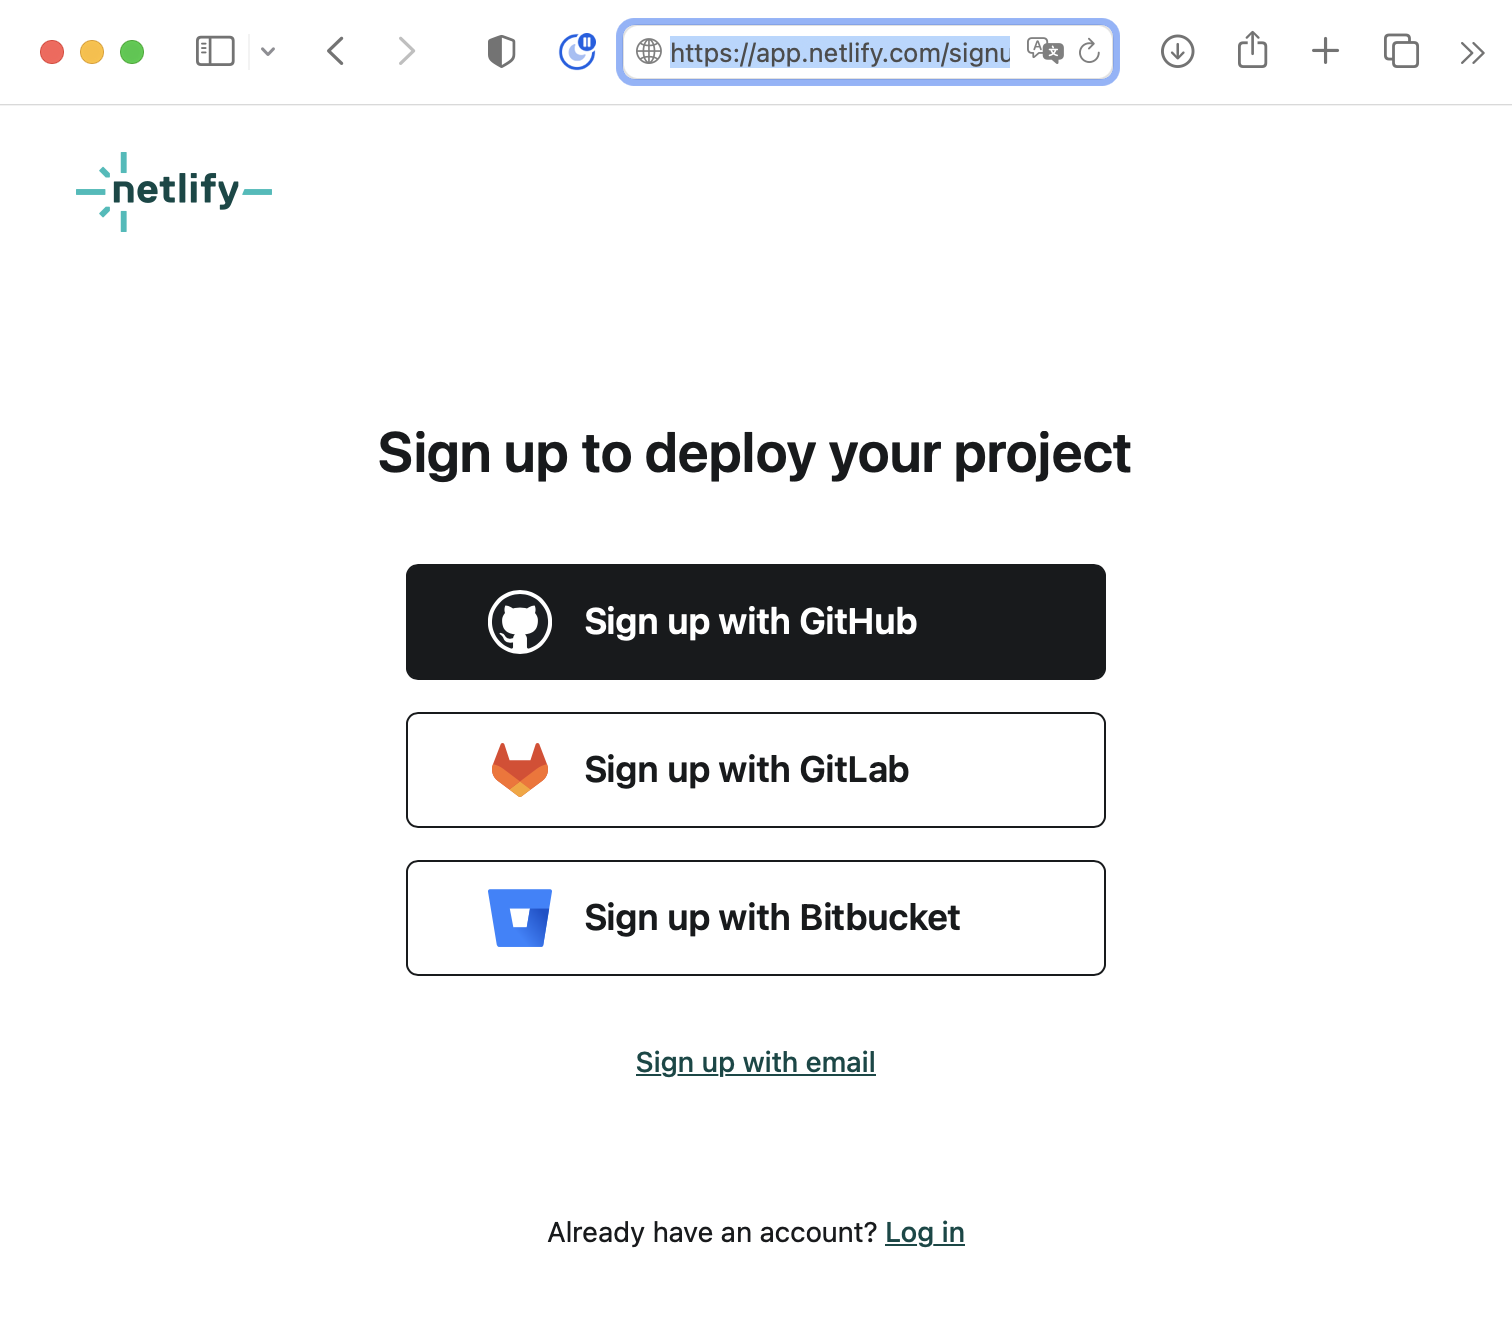 https://app.netlify.com/signu
netlify
Sign up to deploy your project
Sign up with GitHub
Sign up with GitLab
Sign up with Bitbucket
Sign up with email
Already have an account? Log in